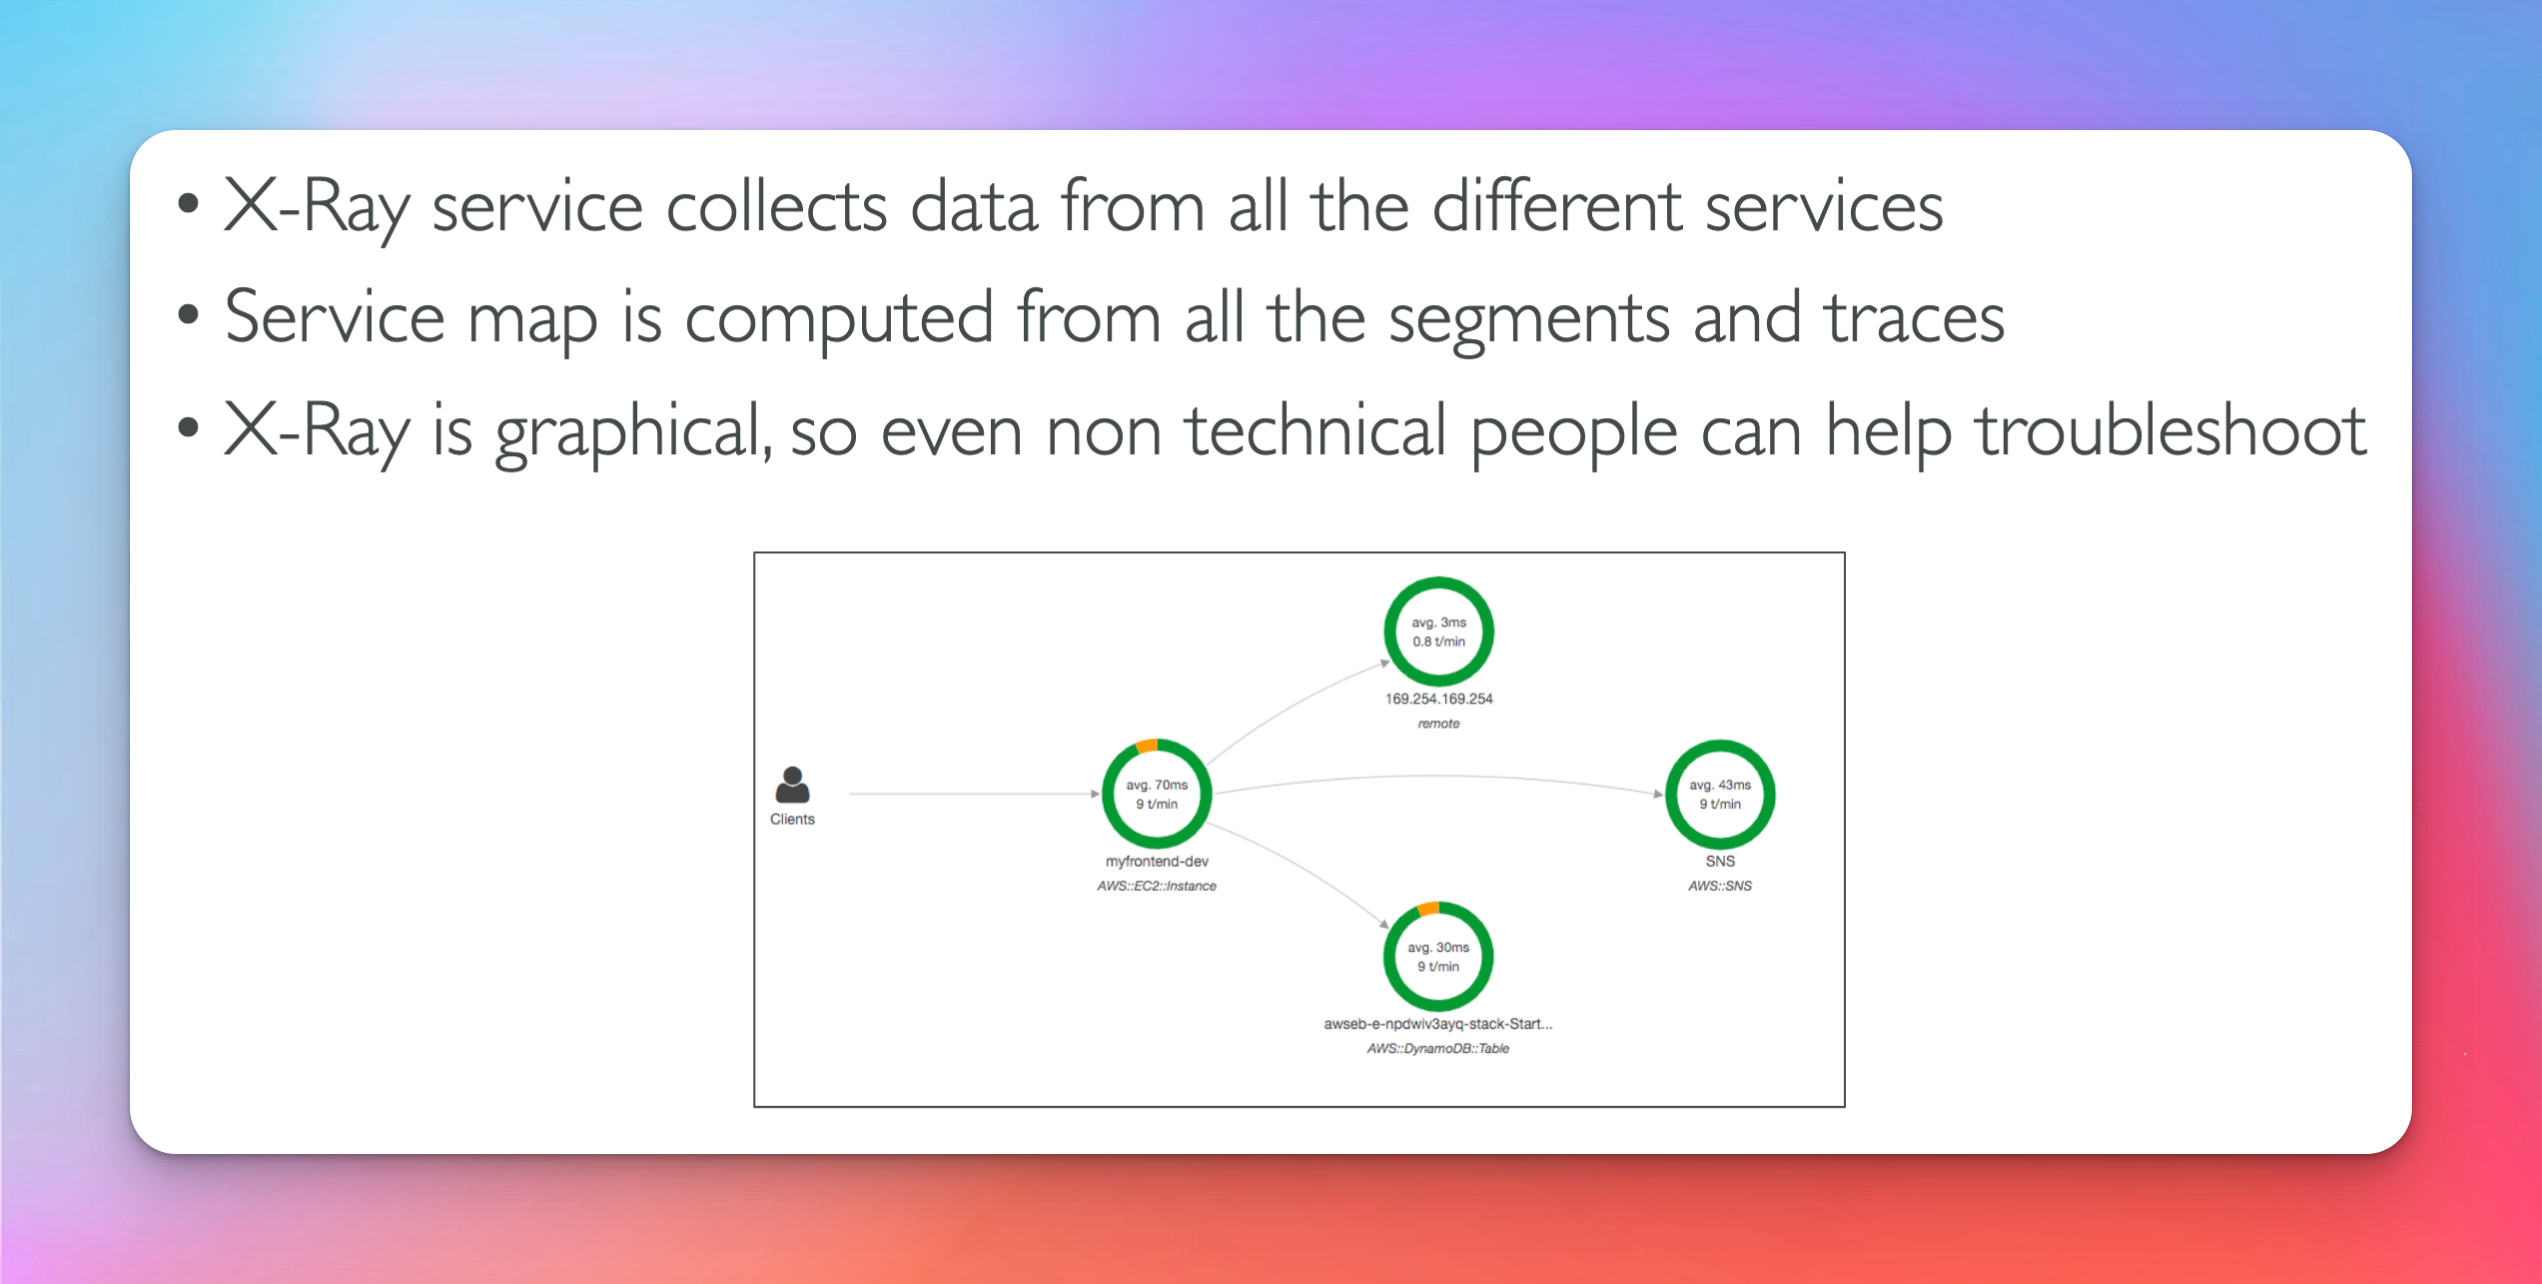 • X-Ray service collects data from all the different services
• Service map is computed from all the segments and traces
• X-Ray is graphical, so even non technical people can help troubleshoot
avg. 3ms
0.8 t/min
169.254.169.254
remote
Clients
avg. 70ms
9 t/min
myfrontend-dev
AWS::EC2::Instance
avg. 43ms
9 t/min
SNS
AWS::SNS
avg. 30ms
9 t/min
awseb-e-npdwiv3ayq-stack-Start...
AWS::DynamoDB::Table